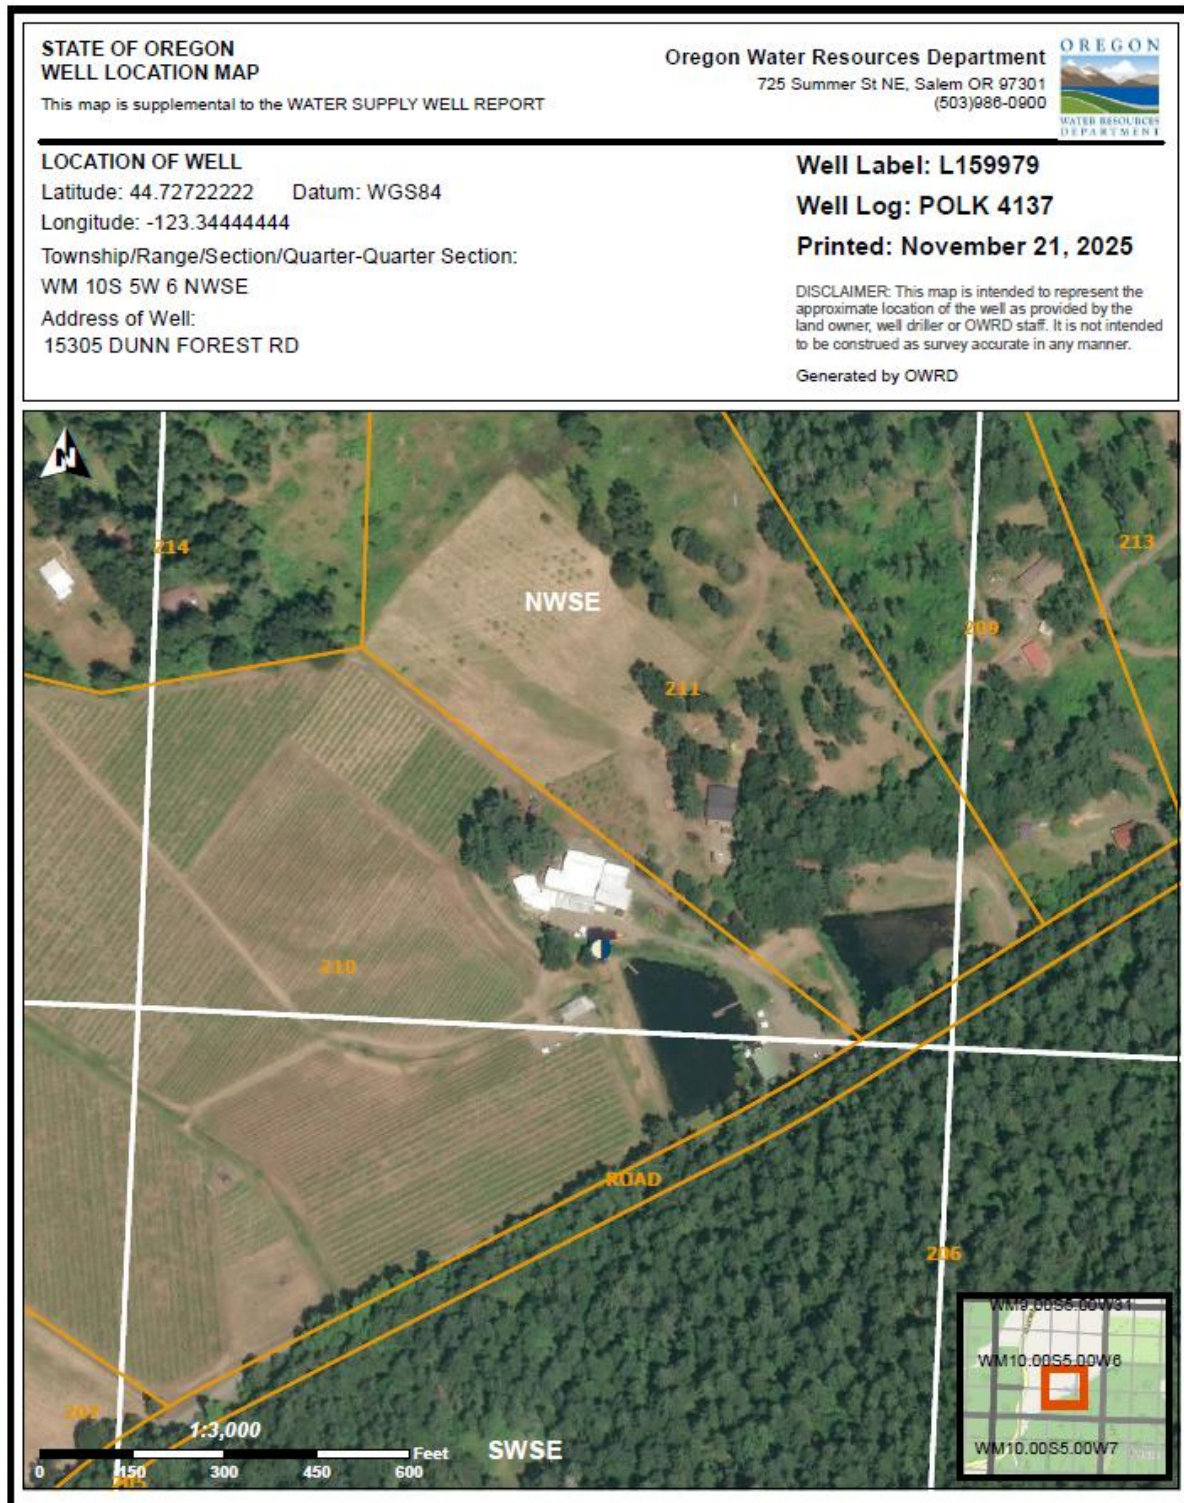 STATE OF OREGON
WELL LOCATION MAP
This map is supplemental to the WATER SUPPLY WELL REPORT
Oregon Water Resources Department
725 Summer St NE, Salem OR 97301
(503)986-0900
OREGON
WATER RESOURCES
DEPARTMENT
LOCATION OF WELL
Latitude: 44.72722222 Datum: WGS84
Longitude: -123.34444444
Township/Range/Section/Quarter-Quarter Section:
WM 10S 5W 6 NWSE
Address of Well:
15305 DUNN FOREST RD
Well Label: L159979
Well Log: POLK 4137
Printed: November 21, 2025
DISCLAIMER: This map is intended to represent the
approximate location of the well as provided by the
land owner, well driller or OWRD staff. It is not intended
to be construed as survey accurate in any manner.
Generated by OWRD
N
214
213
NWSE
209
211
210
ROAD
206
WM9.00S5.00W31
WM10.00S5.00W6
WM10.00S5.00W7
1:3,000
Feet
0 150 300 450 600
SWSE